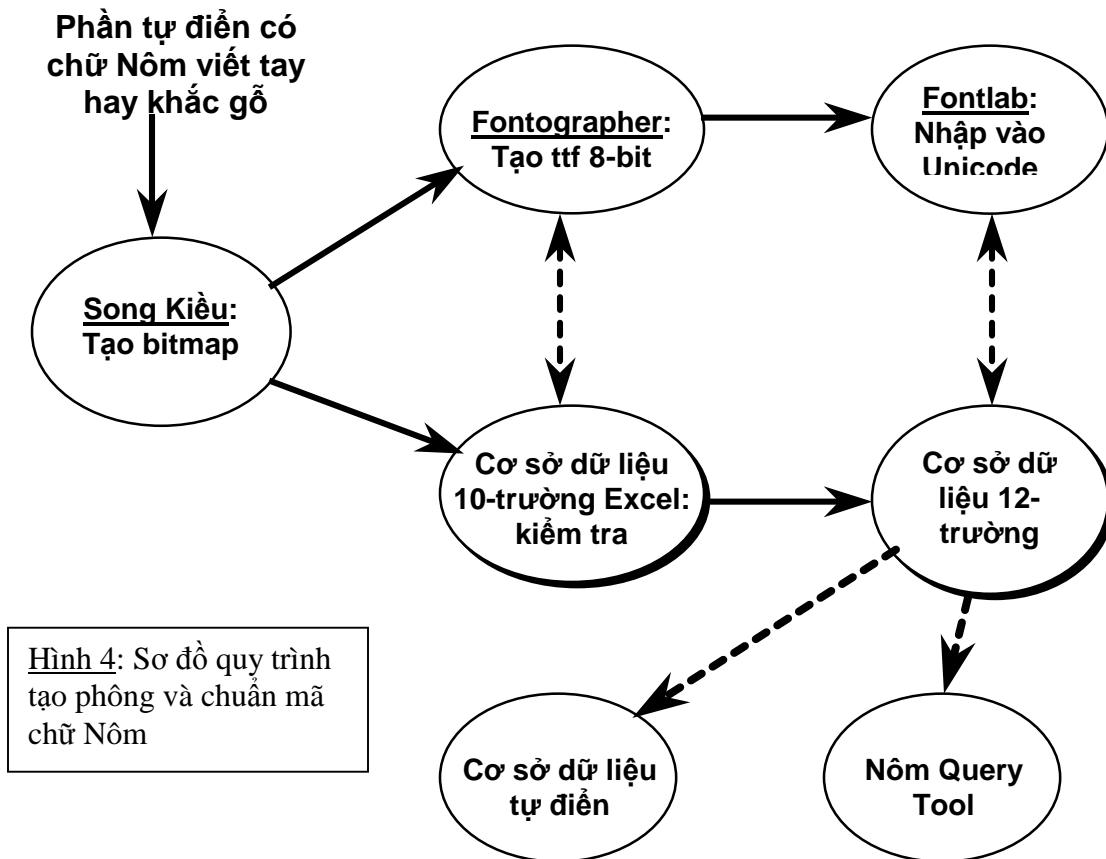 Phần tự điển có
chữ Nôm viết tay
hay khắc gỗ
Fontographer:
Tạo ttf 8-bit
Fontlab:
Nhập vào
Unicode
Song Kiều:
Tạo bitmap
Cơ sở dữ liệu
10-trường Excel:
kiểm tra
Cơ sở dữ
liệu 12-
trường
Hình 4: Sơ đồ quy trình
tạo phông và chuẩn mã
chữ Nôm
Cơ sở dữ liệu
tự điển
Nôm Query
Tool